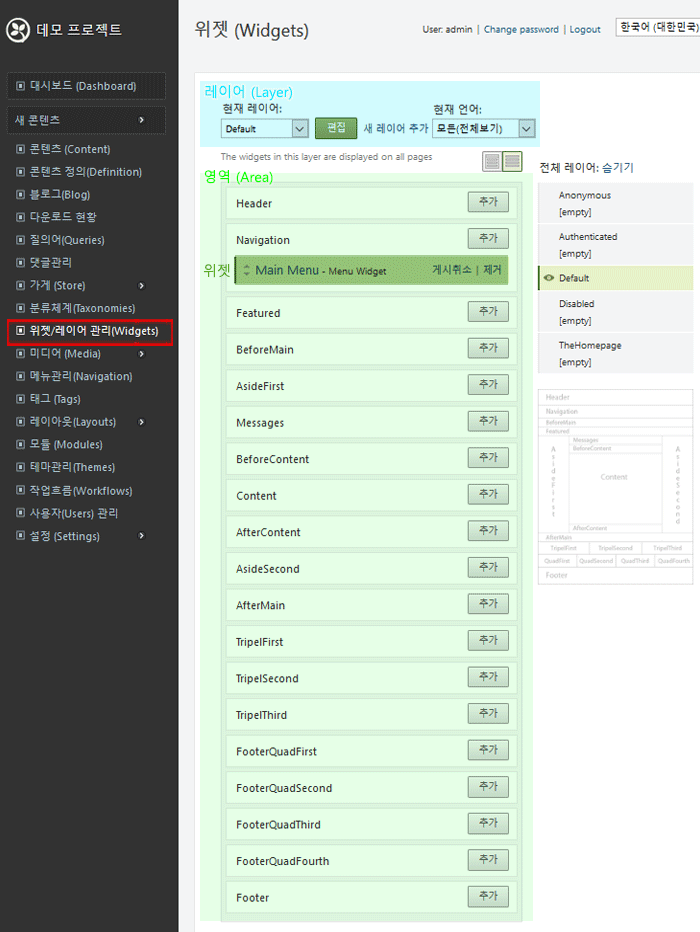 데모 프로젝트
위젯 (Widgets)
User: admin | Change password | Logout
한국어 (대한민국)
대시보드 (Dashboard)
새 콘텐츠
콘텐츠 (Content)
콘텐츠 정의(Definition)
블로그(Blog)
다운로드 현황
질의어(Queries)
댓글관리
가게 (Store)
분류체계(Taxonomies)
위젯/레이어 관리(Widgets)
미디어 (Media)
메뉴관리(Navigation)
태그 (Tags)
레이아웃(Layouts)
모듈 (Modules)
테마관리(Themes)
작업흐름(Workflows)
사용자(Users) 관리
설정 (Settings)
레이어 (Layer)
현재 레이어:
현재 언어:
Default
편집
새 레이어 추가
모든(전체보기)
The widgets in this layer are displayed on all pages
영역 (Area)
Header 추가
Navigation 추가
위젯
Main Menu - Menu Widget 게시취소 | 제거
Featured 추가
BeforeMain 추가
AsideFirst 추가
Messages 추가
BeforeContent 추가
Content 추가
AfterContent 추가
AsideSecond 추가
AfterMain 추가
TripelFirst 추가
TripelSecond 추가
TripelThird 추가
FooterQuadFirst 추가
FooterQuadSecond 추가
FooterQuadThird 추가
FooterQuadFourth 추가
Footer 추가
전체 레이어: 숨기기
Anonymous
[empty]
Authenticated
[empty]
Default
Disabled
[empty]
TheHomepage
[empty]
Header
Navigation
BeforeMain
Featured
AsideFirst
Messages
BeforeContent
Content
AfterContent
AsideSecond
AfterMain
TripelFirst TripelSecond TripelThird
QuadFirst QuadSecond QuadThird QuadFourth
Footer